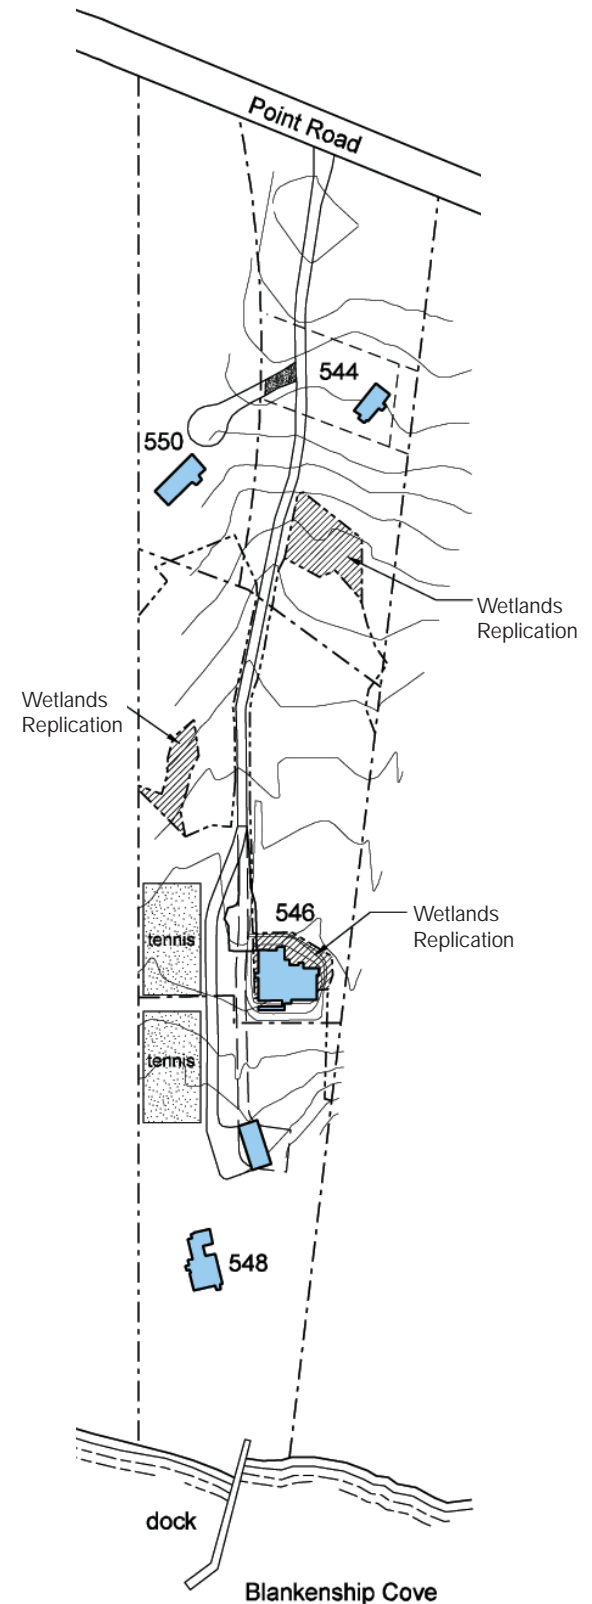 Point Road
544
550
Wetlands
Replication
Wetlands
Replication
546
Wetlands
Replication
tennis
tennis
548
dock
Blankenship Cove